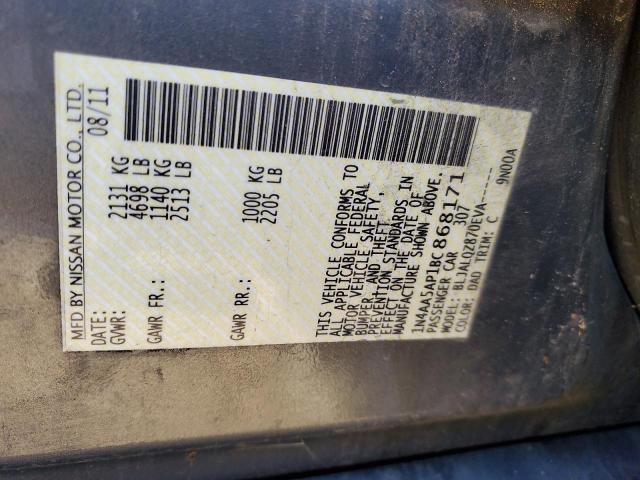 MFD BY NISSAN MOTOR CO., LTD.
DATE: 08/11
GVWR: 2131 KG
4698 LB
GAWR FR.: 1140 KG
2513 LB
GAWR RR.: 1000 KG
2205 LB
THIS VEHICLE CONFORMS TO
ALL APPLICABLE FEDERAL
MOTOR VEHICLE SAFETY,
BUMPER, AND THEFT
PREVENTION STANDARDS IN
EFFECT ON THE DATE OF
MANUFACTURE SHOWN ABOVE.
1N4AA5AP1BC868171
PASSENGER CAR 307
MODEL: BLJALQZ870EVA-----
COLOR: DAD TRIM: C 9N00A